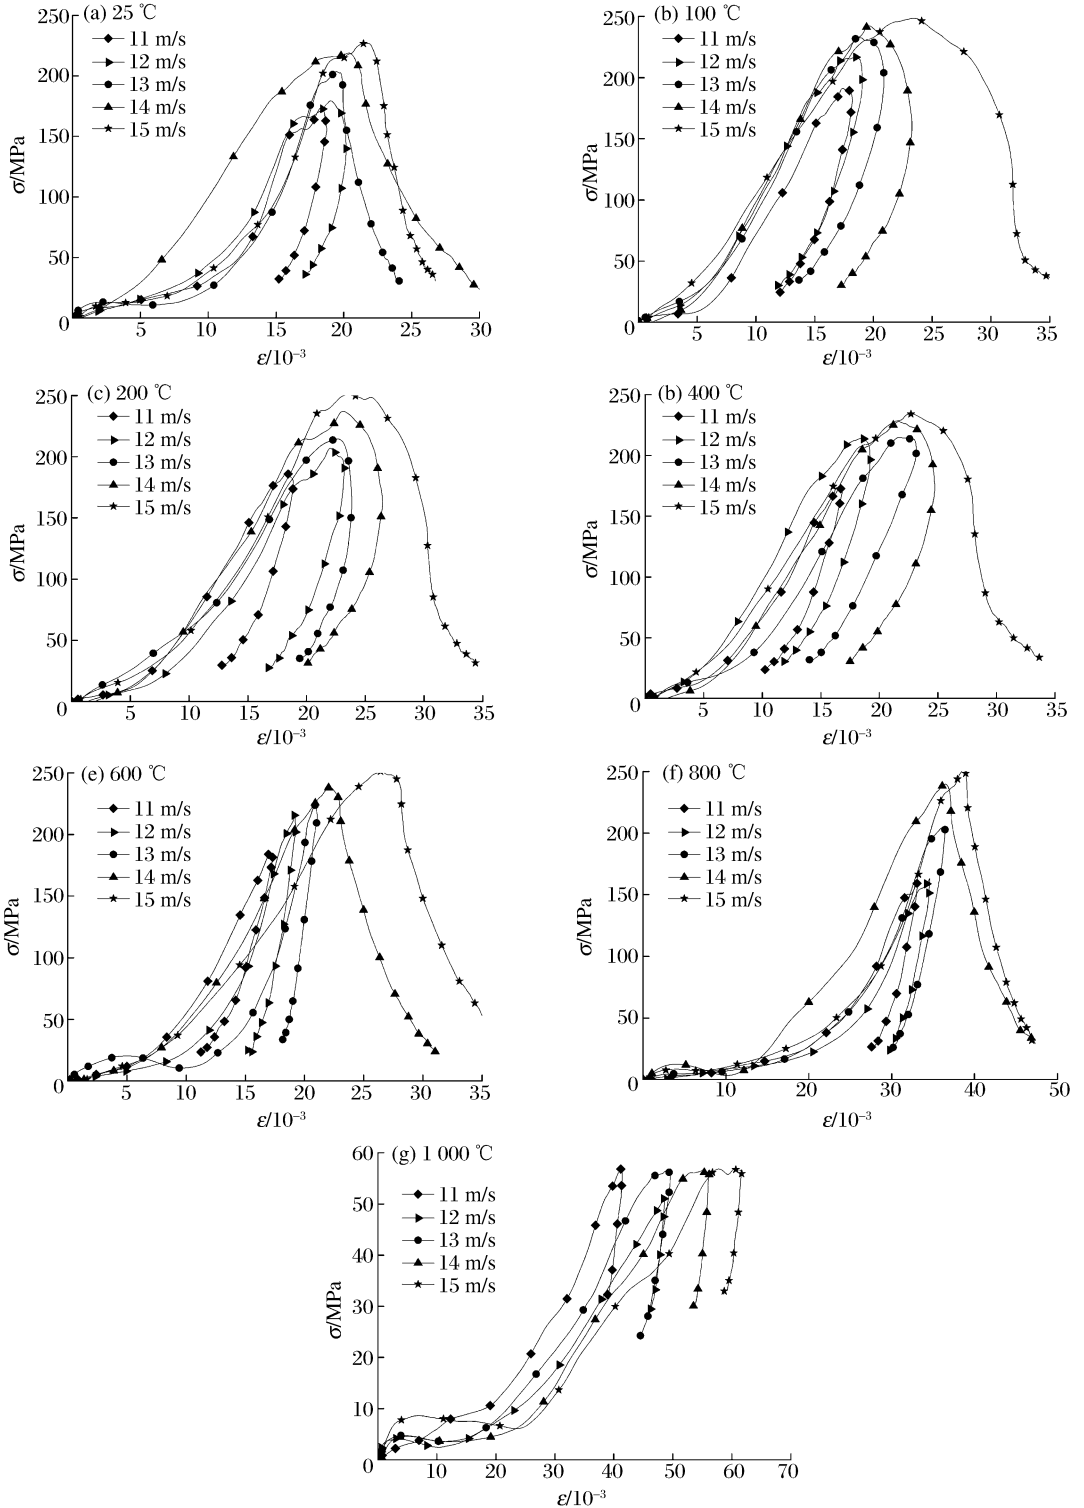 (a) 25 ℃
11 m/s
12 m/s
13 m/s
14 m/s
15 m/s
250
200
150
100
50
0
5
10
15
20
25
30
σ/MPa
ε/10⁻³
(b) 100 ℃
11 m/s
12 m/s
13 m/s
14 m/s
15 m/s
250
200
150
100
50
0
5
10
15
20
25
30
35
σ/MPa
ε/10⁻³
(c) 200 ℃
11 m/s
12 m/s
13 m/s
14 m/s
15 m/s
250
200
150
100
50
0
5
10
15
20
25
30
35
σ/MPa
ε/10⁻³
(b) 400 ℃
11 m/s
12 m/s
13 m/s
14 m/s
15 m/s
250
200
150
100
50
0
5
10
15
20
25
30
35
σ/MPa
ε/10⁻³
(e) 600 ℃
11 m/s
12 m/s
13 m/s
14 m/s
15 m/s
250
200
150
100
50
0
5
10
15
20
25
30
35
σ/MPa
ε/10⁻³
(f) 800 ℃
11 m/s
12 m/s
13 m/s
14 m/s
15 m/s
250
200
150
100
50
0
10
20
30
40
50
σ/MPa
ε/10⁻³
(g) 1 000 ℃
11 m/s
12 m/s
13 m/s
14 m/s
15 m/s
60
50
40
30
20
10
0
10
20
30
40
50
60
70
σ/MPa
ε/10⁻³